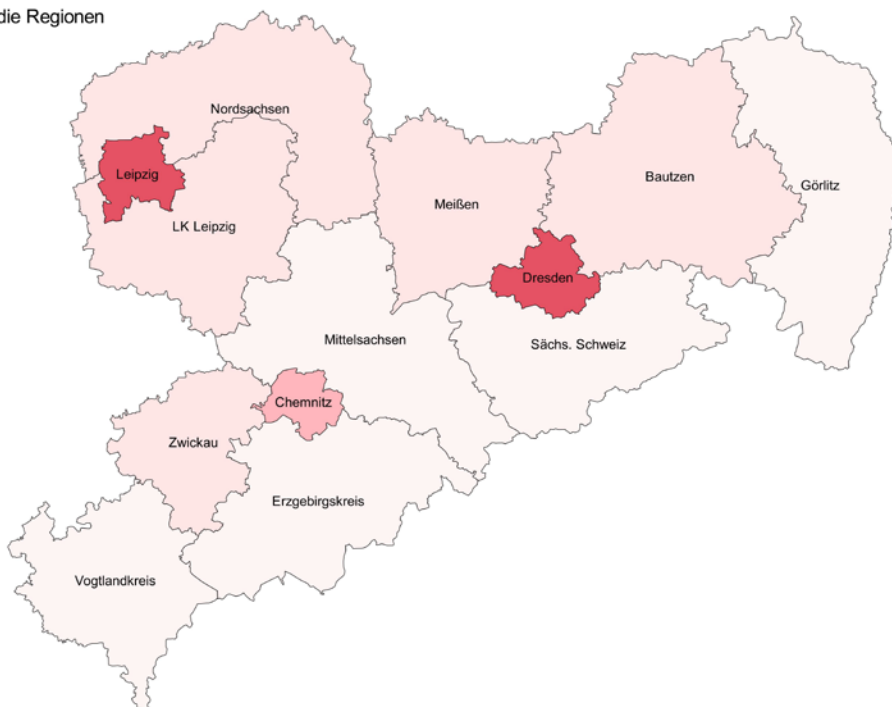 die Regionen
Nordsachsen
Leipzig
Bautzen
Görlitz
Meißen
LK Leipzig
Dresden
Mittelsachsen
Sächs. Schweiz
Chemnitz
Zwickau
Erzgebirgskreis
Vogtlandkreis